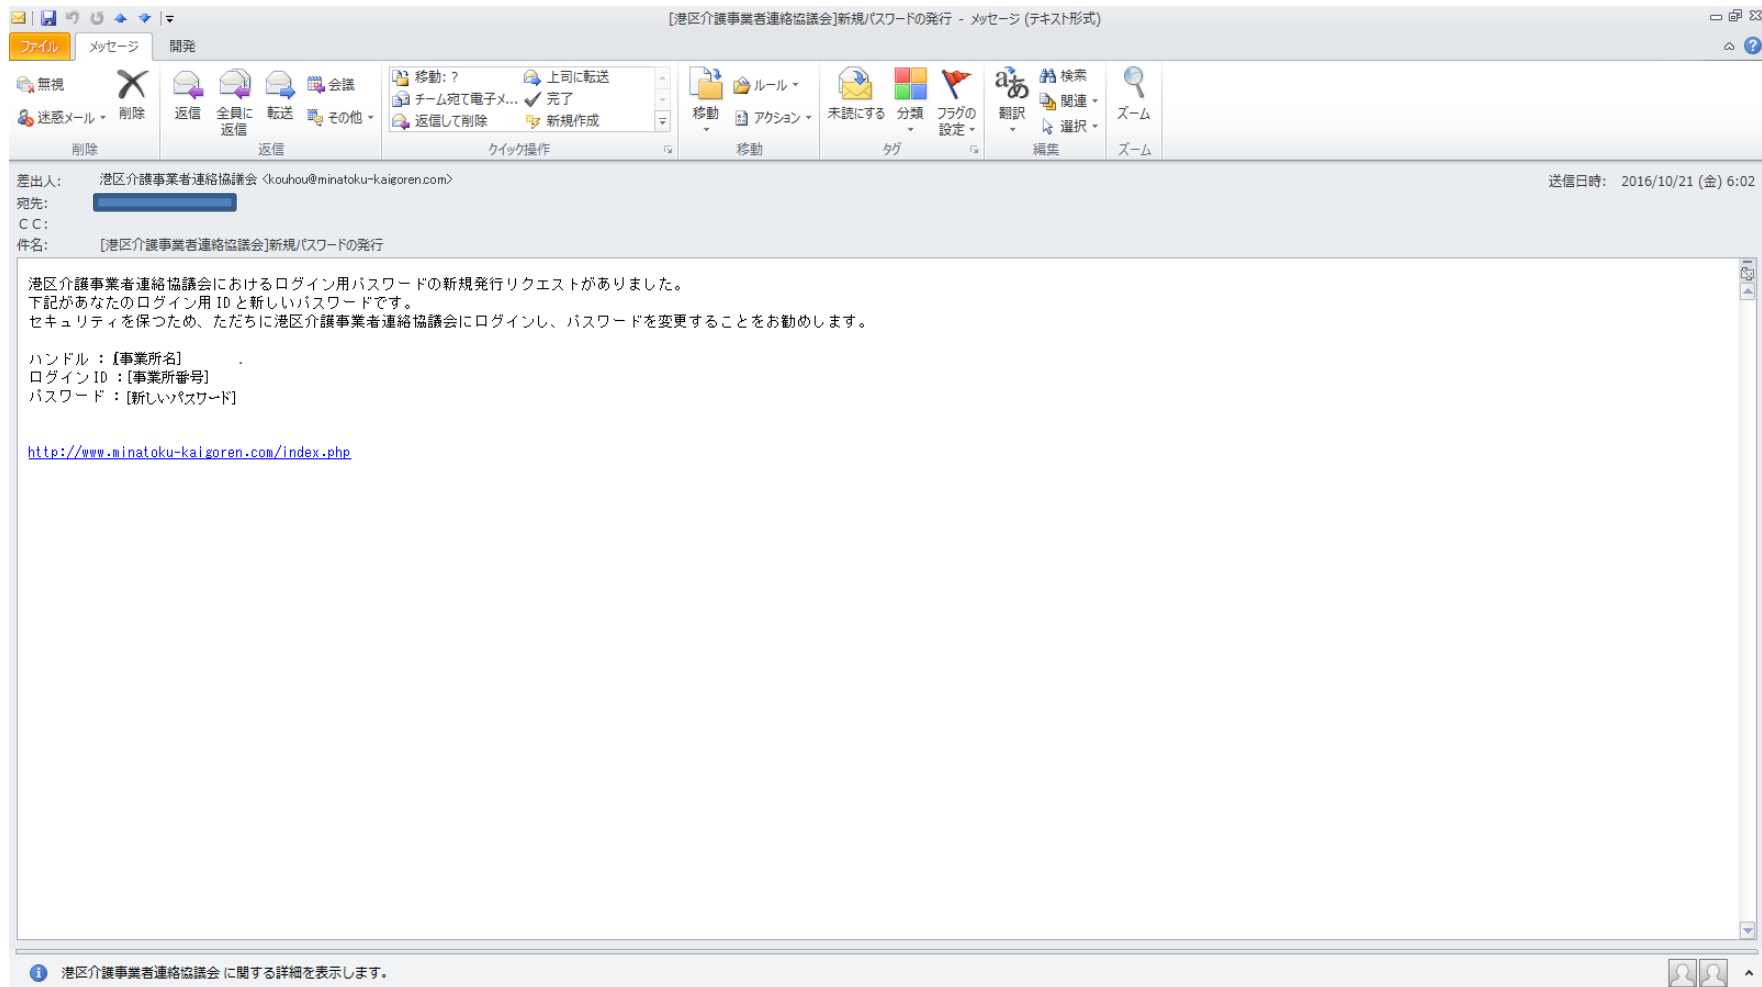 [港区介護事業者連絡協議会]新規パスワードの発行 - メッセージ (テキスト形式)
ファイル メッセージ 開発
無視
迷惑メール
削除
返信
全員に返信
転送
会議
その他
移動: ?
チーム宛て電子メ...
返信して削除
上司に転送
完了
新規作成
移動
ルール
アクション
未読にする
分類
フラグの設定
翻訳
検索
関連
選択
ズーム
削除 返信 クイック操作 移動 タグ 編集 ズーム
差出人: 港区介護事業者連絡協議会 <kouhou@minatoku-kaigoren.com> 送信日時: 2016/10/21 (金) 6:02
宛先:
CC:
件名: [港区介護事業者連絡協議会]新規パスワードの発行
港区介護事業者連絡協議会におけるログイン用パスワードの新規発行リクエストがありました。
下記があなたのログイン用IDと新しいパスワードです。
セキュリティを保つため、ただちに港区介護事業者連絡協議会にログインし、パスワードを変更することをお勧めします。
ハンドル : [事業所名]
ログインID : [事業所番号]
パスワード : [新しいパスワード]
http://www.minatoku-kaigoren.com/index.php
港区介護事業者連絡協議会 に関する詳細を表示します。